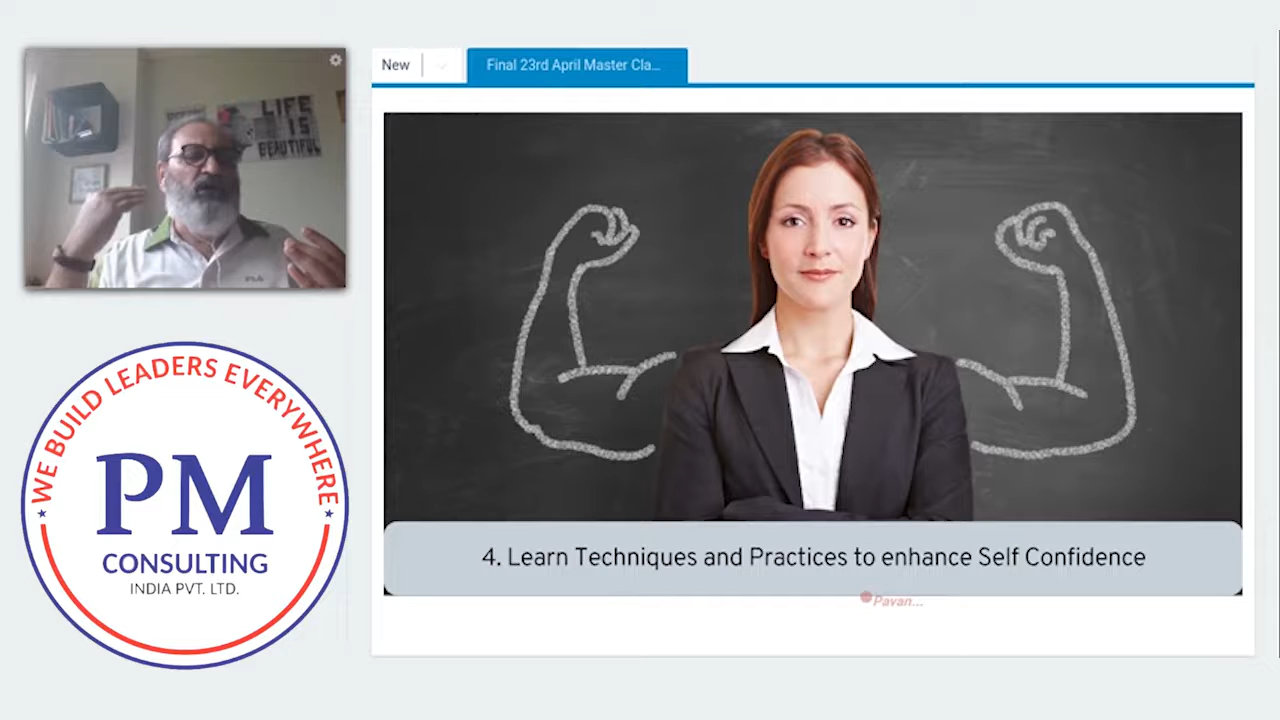 LIFE
IS
BEAUTIFUL
New
Final 23rd April Master Cla...
WE BUILD LEADERS EVERYWHERE
PM
CONSULTING
INDIA PVT. LTD.
4. Learn Techniques and Practices to enhance Self Confidence
Pavan...